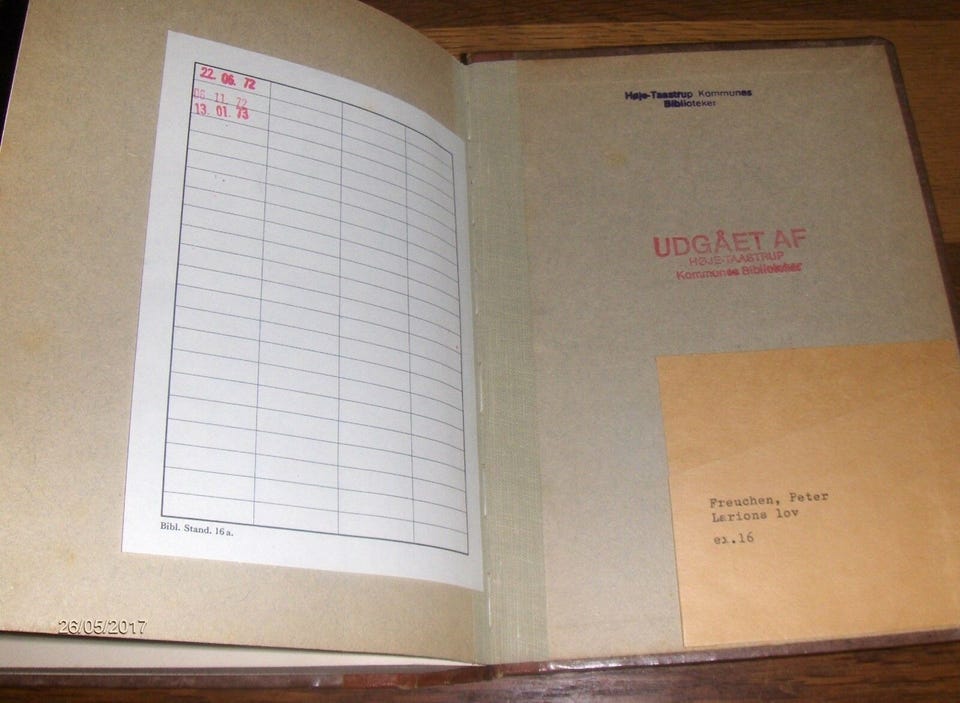 22. 06. 72
06 11. 72
13. 01. 73
Bibl. Stand. 16 a.
26/05/2017
Høje-Taastrup Kommunes
Biblioteker
UDGÅET AF
HØJE-TAASTRUP
Kommunes Biblioteker
Freuchen, Peter
Larions lov
ex.16